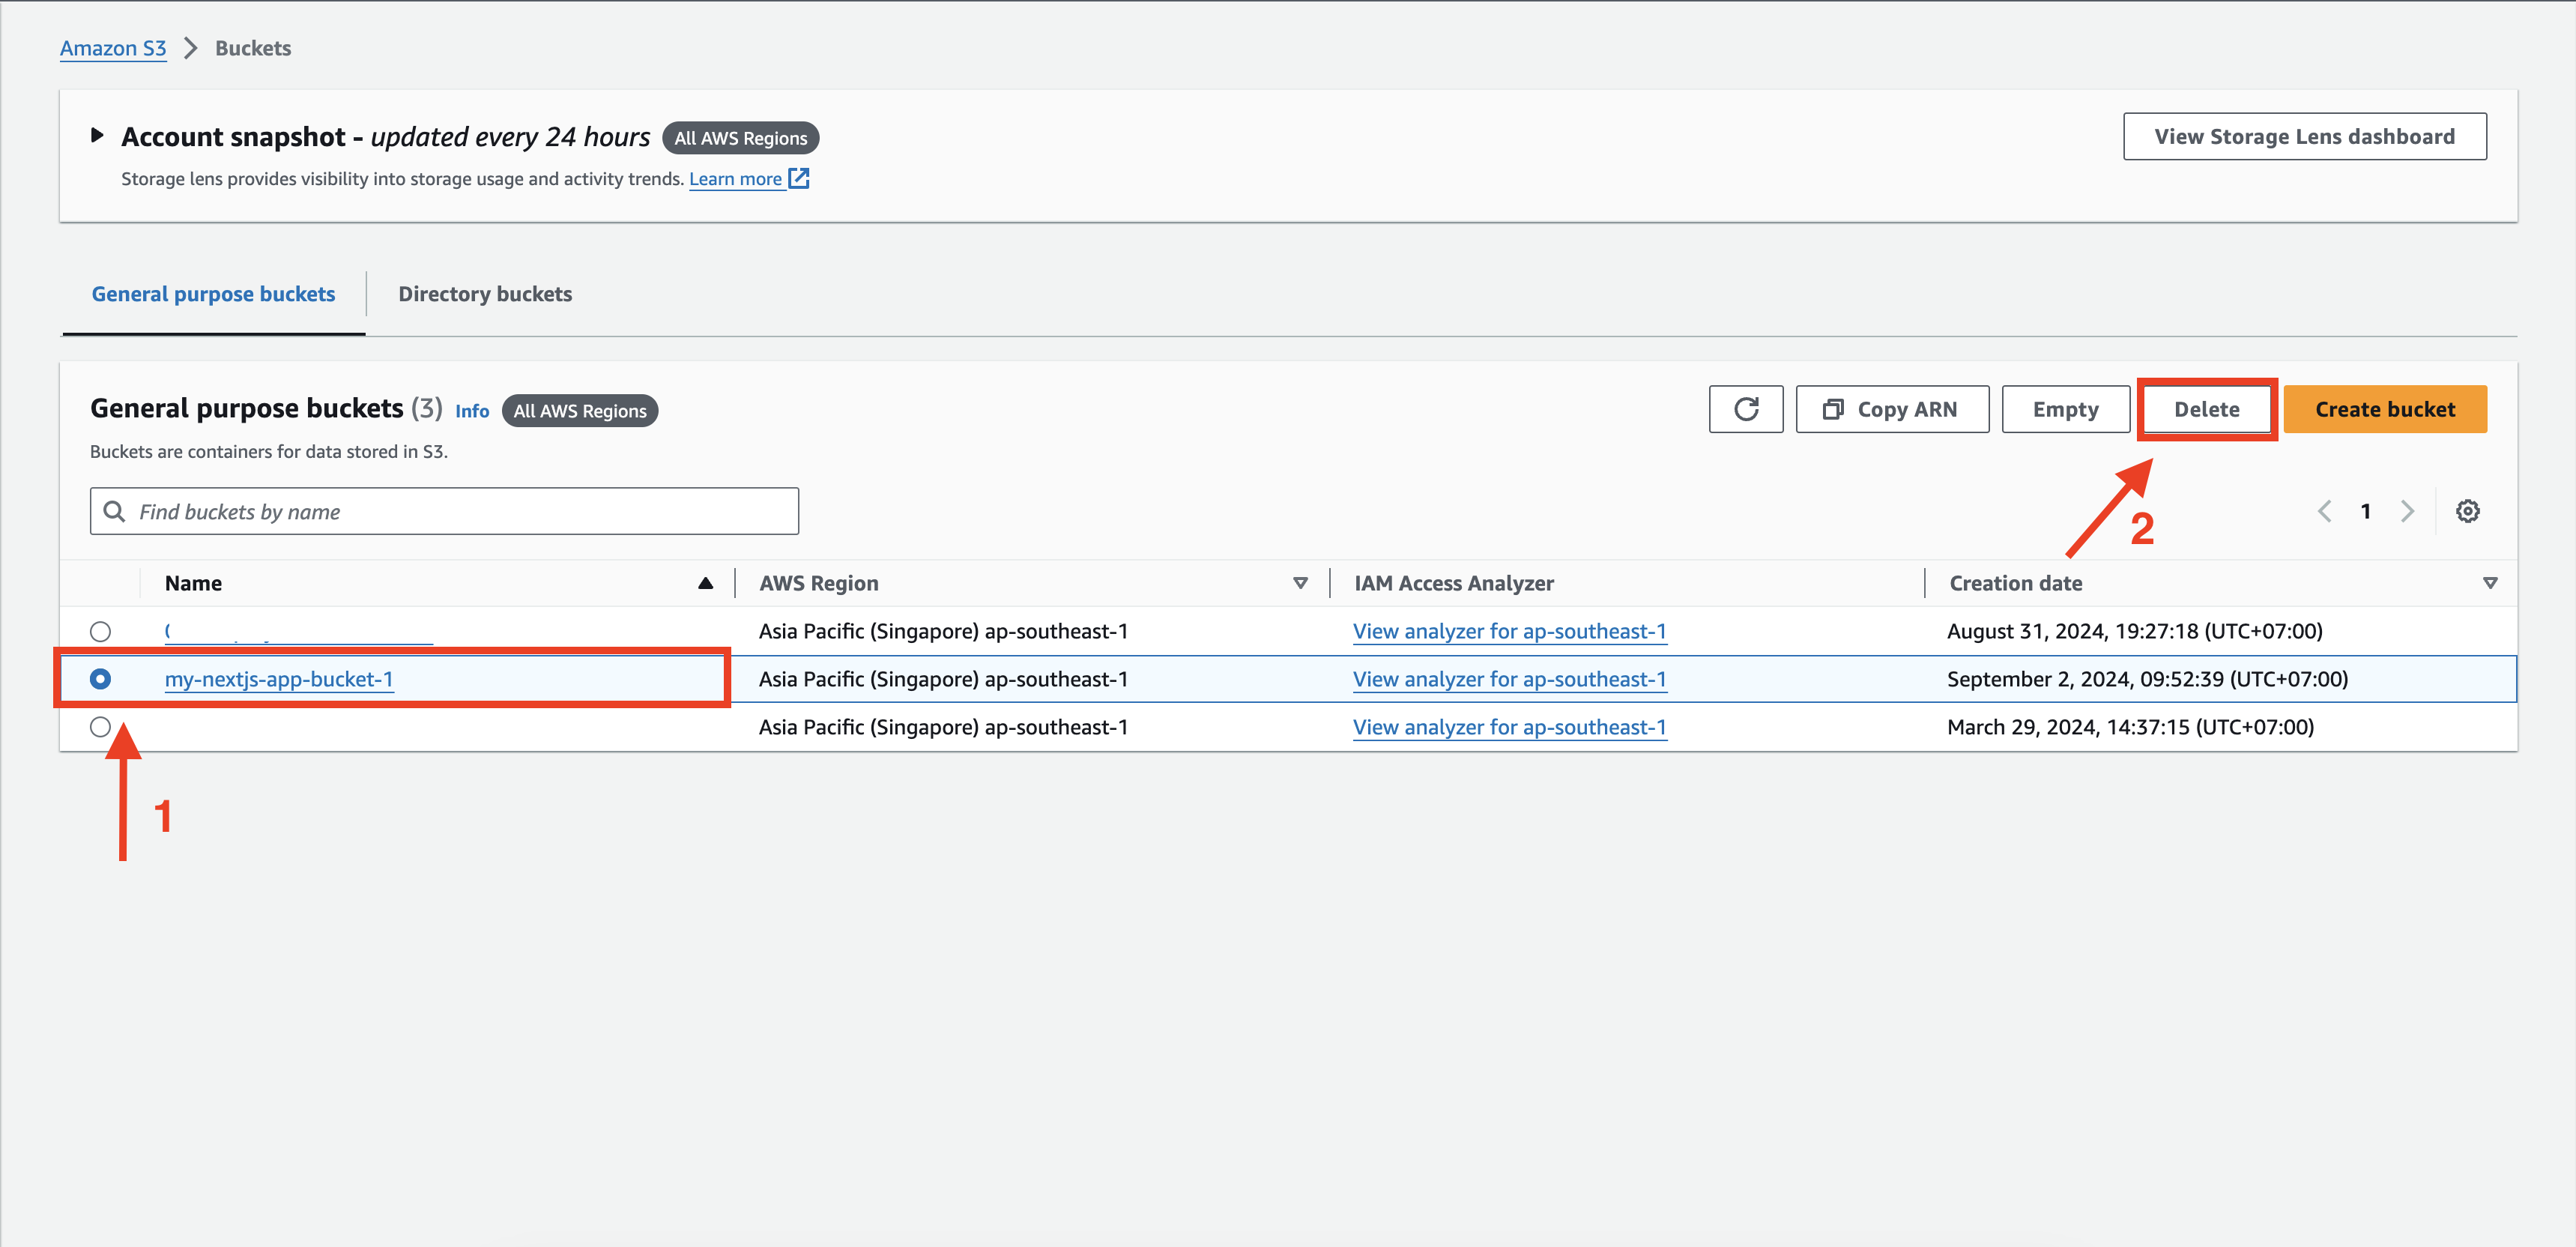 Amazon S3 > Buckets
Account snapshot - updated every 24 hours All AWS Regions
View Storage Lens dashboard
Storage lens provides visibility into storage usage and activity trends. Learn more
General purpose buckets
Directory buckets
General purpose buckets (3) Info All AWS Regions
Copy ARN
Empty
Delete
Create bucket
Buckets are containers for data stored in S3.
Find buckets by name
1
2
Name AWS Region IAM Access Analyzer Creation date
Asia Pacific (Singapore) ap-southeast-1 View analyzer for ap-southeast-1 August 31, 2024, 19:27:18 (UTC+07:00)
my-nextjs-app-bucket-1 Asia Pacific (Singapore) ap-southeast-1 View analyzer for ap-southeast-1 September 2, 2024, 09:52:39 (UTC+07:00)
Asia Pacific (Singapore) ap-southeast-1 View analyzer for ap-southeast-1 March 29, 2024, 14:37:15 (UTC+07:00)
1